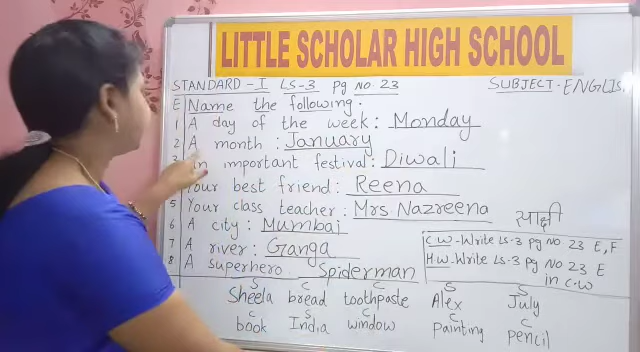 LITTLE SCHOLAR HIGH SCHOOL
STANDARD - I LS-3 Pg NO 23 SUBJECT - ENGLIS
E Name the following.
1 A day of the week: Monday
2 A month : January
3 n important festival: Diwali
Your best friend: Reena
5 Your class teacher: Mrs Nazreena
6 A city: Mumbai
7 A river: Ganga
8 A superhero Spiderman
साक्षी
C.W - Write LS-3 pg NO 23 E, F
H.W - Write LS-3 pg NO 23 E
in C.W
S C C S S
Sheela bread toothpaste Alex July
C S C C C
book India window painting pencil